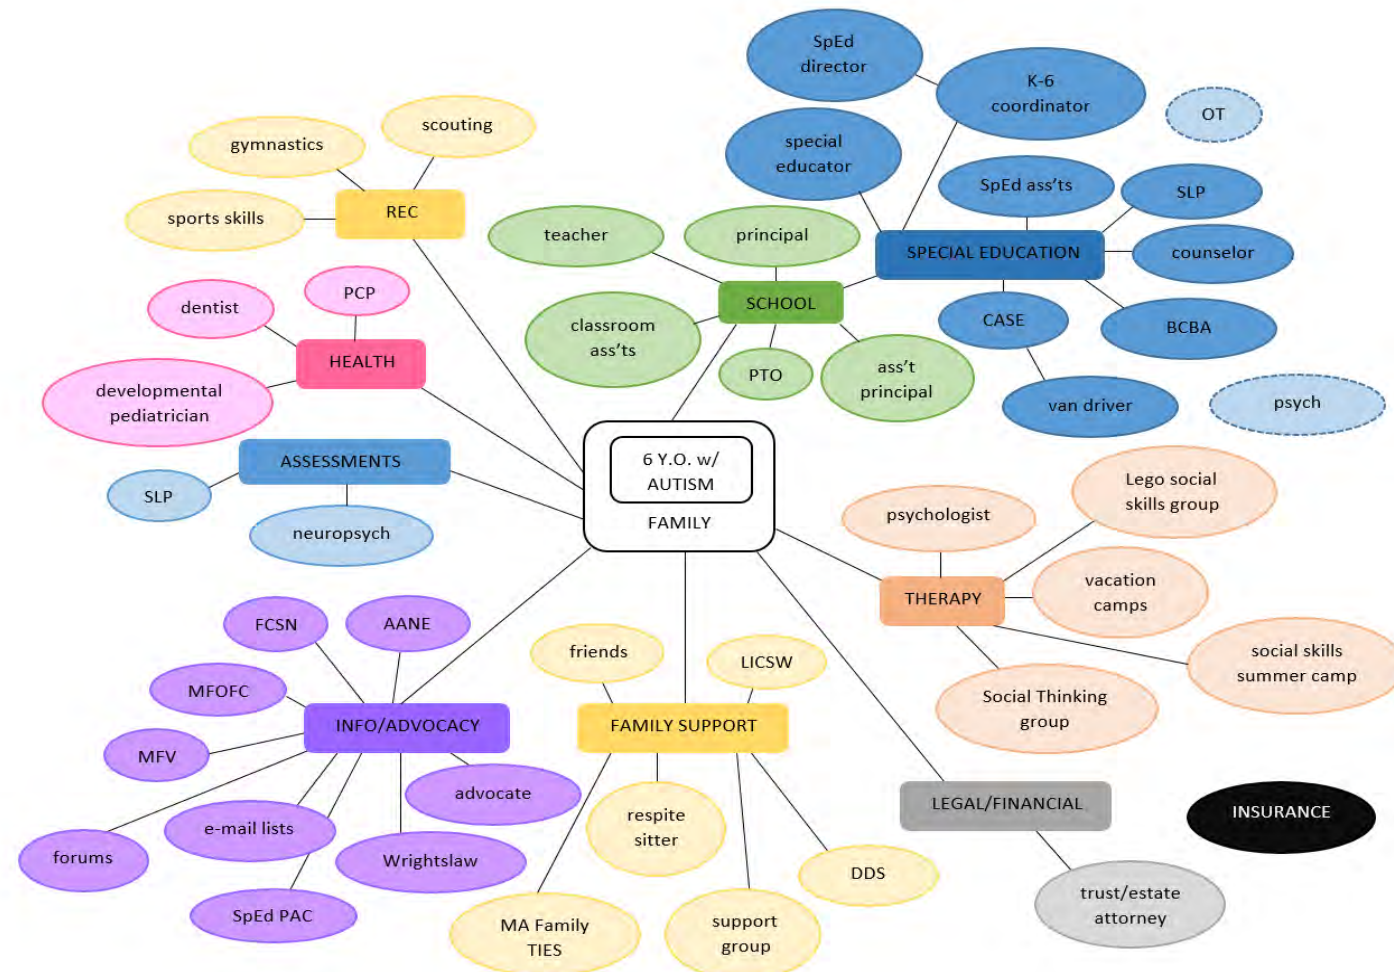 SpEd
director
K-6
coordinator
OT
scouting
gymnastics
special
educator
SpEd ass’ts
SLP
sports skills
REC
teacher
principal
SPECIAL EDUCATION
counselor
dentist
PCP
SCHOOL
CASE
BCBA
classroom
ass’ts
HEALTH
PTO
ass’t
principal
developmental
pediatrician
van driver
psych
ASSESSMENTS
6 Y.O. w/
AUTISM
FAMILY
SLP
neuropsych
psychologist
Lego social
skills group
THERAPY
vacation
camps
FCSN
AANE
friends
LICSW
social skills
summer camp
MFOFC
Social Thinking
group
INFO/ADVOCACY
FAMILY SUPPORT
MFV
advocate
LEGAL/FINANCIAL
INSURANCE
e-mail lists
respite
sitter
forums
Wrightslaw
DDS
SpEd PAC
MA Family
TIES
support
group
trust/estate
attorney